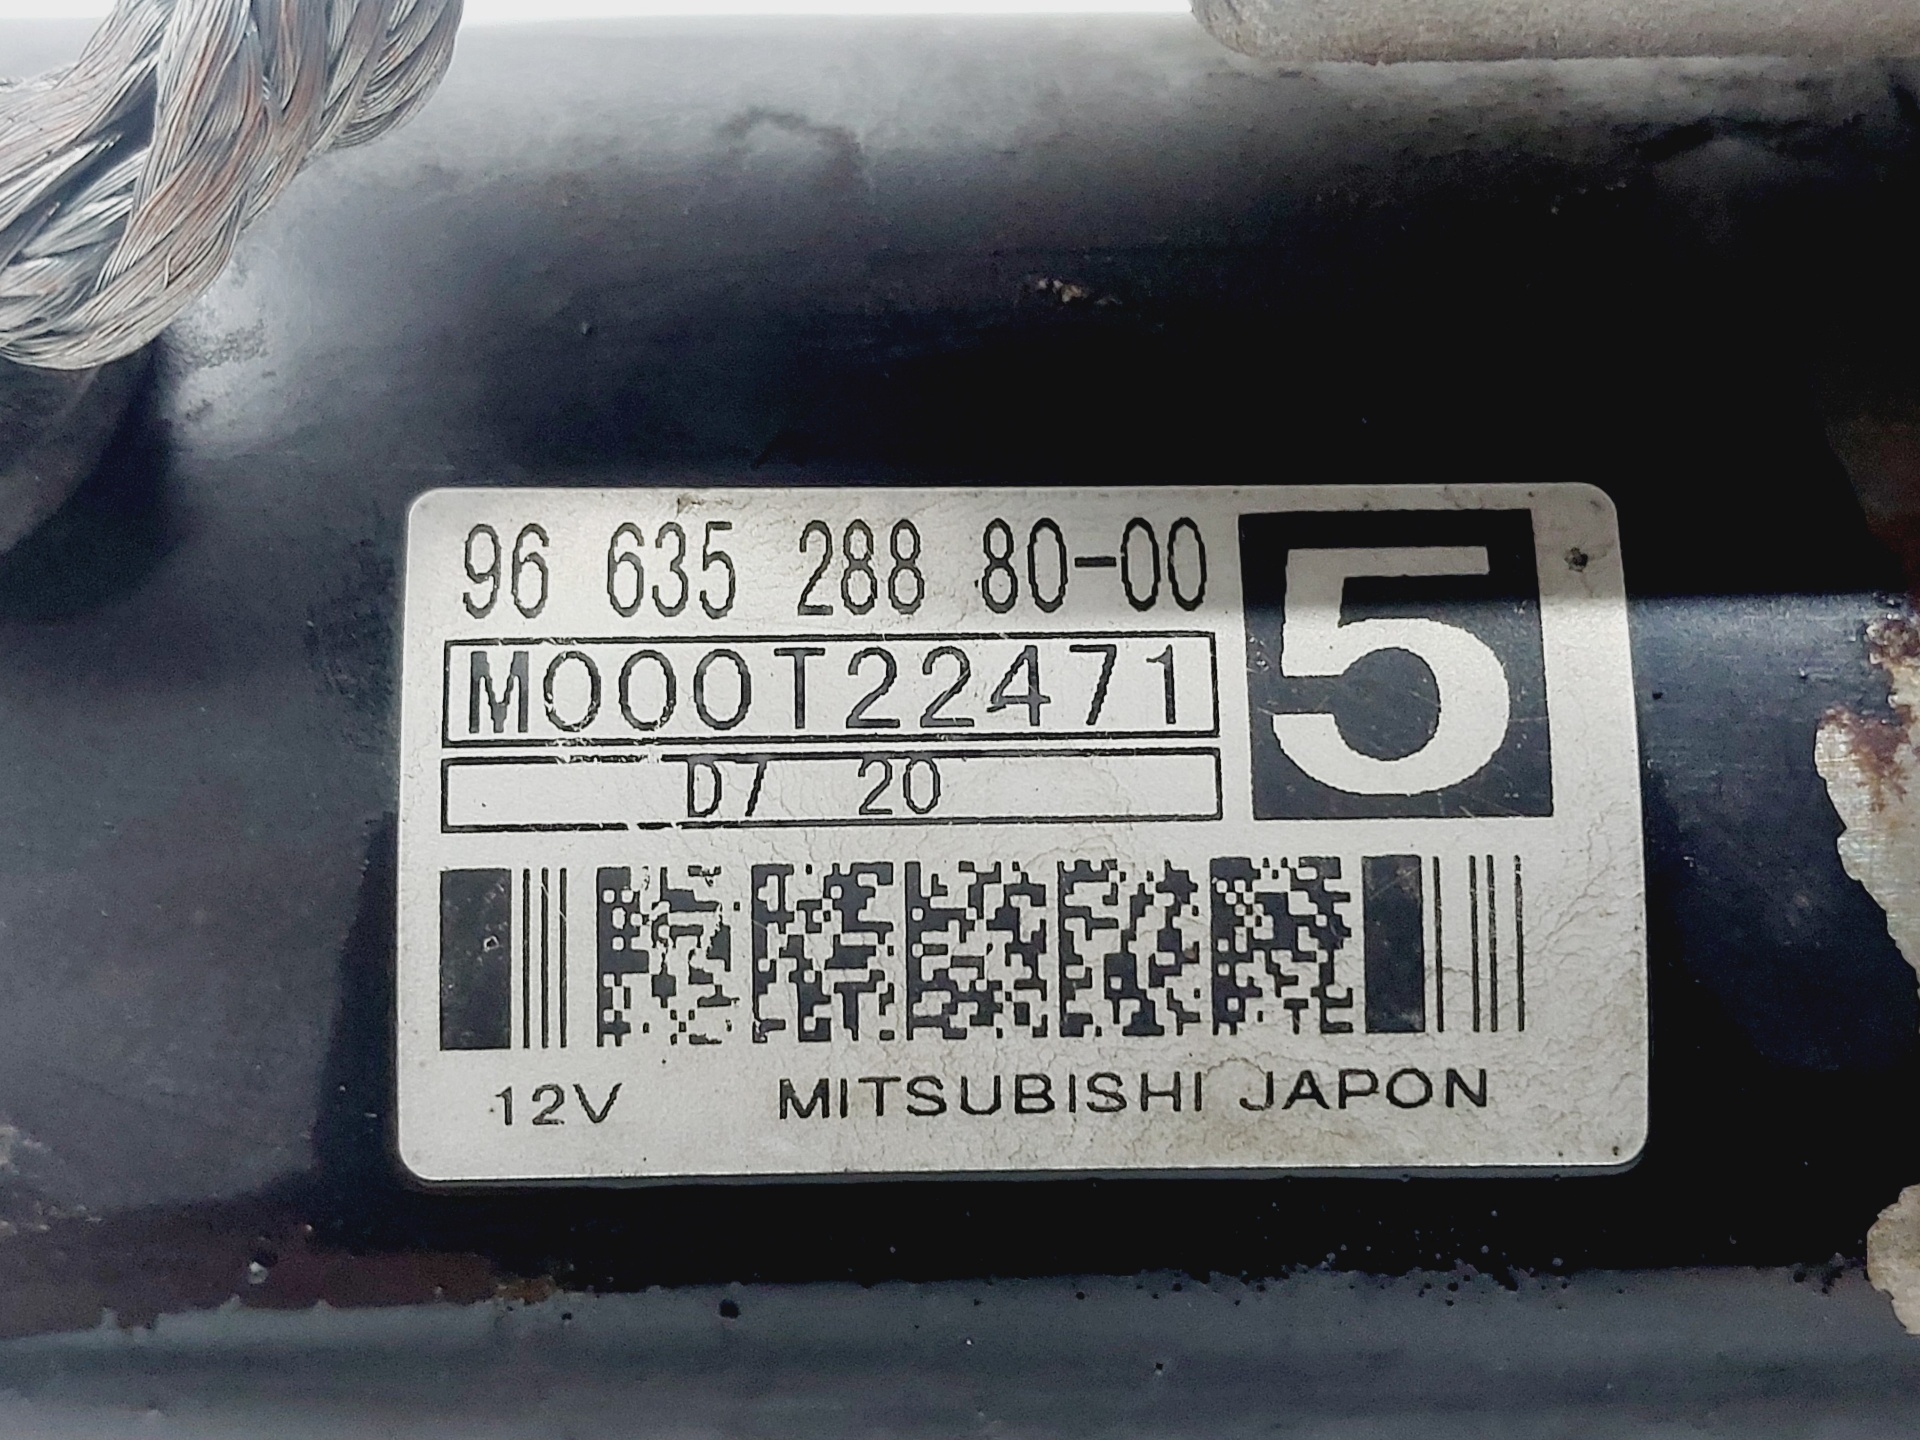 96 635 288 80-00
5
M000T22471
D7 20
12V MITSUBISHI JAPON